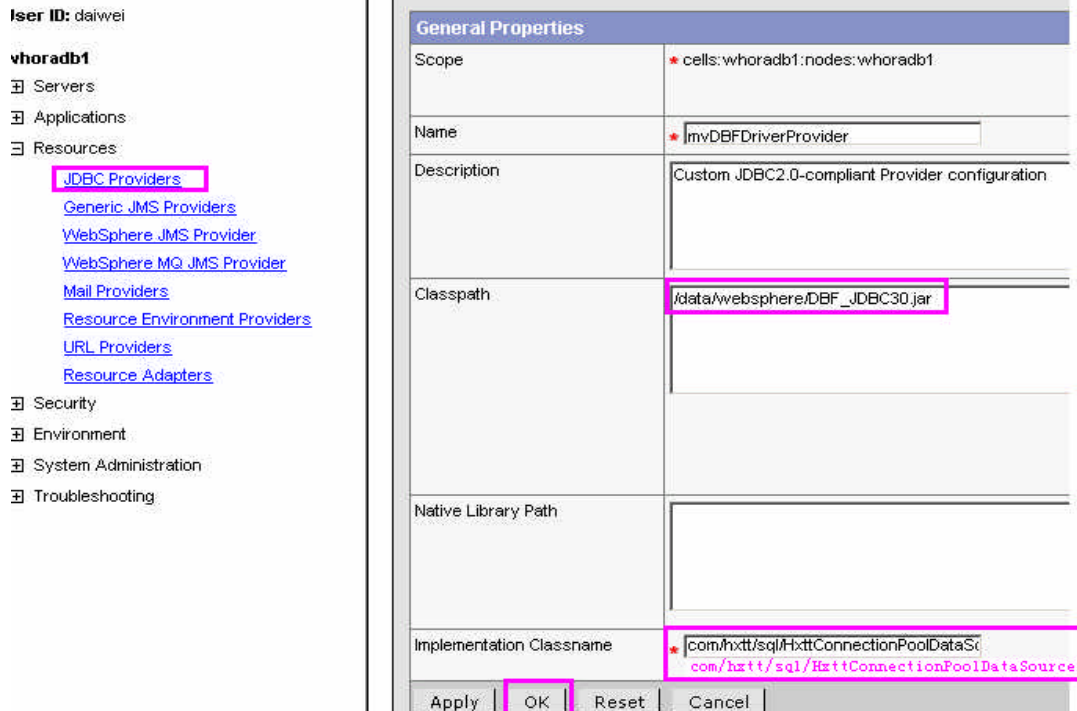 User ID: daiwei
whoradb1
Servers
Applications
Resources
JDBC Providers
Generic JMS Providers
WebSphere JMS Provider
WebSphere MQ JMS Provider
Mail Providers
Resource Environment Providers
URL Providers
Resource Adapters
Security
Environment
System Administration
Troubleshooting
General Properties
Scope
* cells:whoradb1:nodes:whoradb1
Name
* myDBFDriverProvider
Description
Custom JDBC2.0-compliant Provider configuration
Classpath
/data/websphere/DBF_JDBC30.jar
Native Library Path
Implementation Classname
* com/hxtt/sql/HxttConnectionPoolDataSo
com/hxtt/sql/HxttConnectionPoolDataSource
Apply OK Reset Cancel